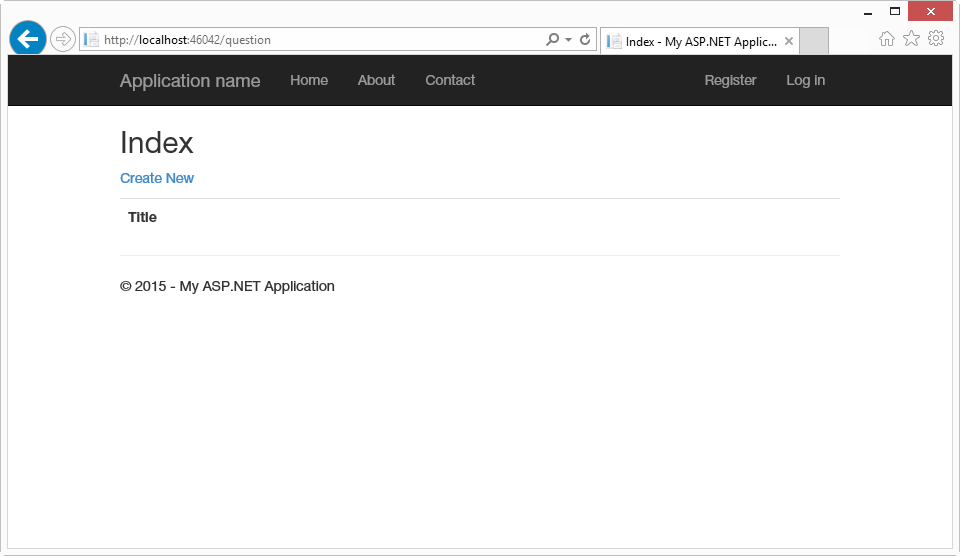 http://localhost:46042/question
Index - My ASP.NET Applic...
Application name Home About Contact Register Log in
Index
Create New
Title
© 2015 - My ASP.NET Application